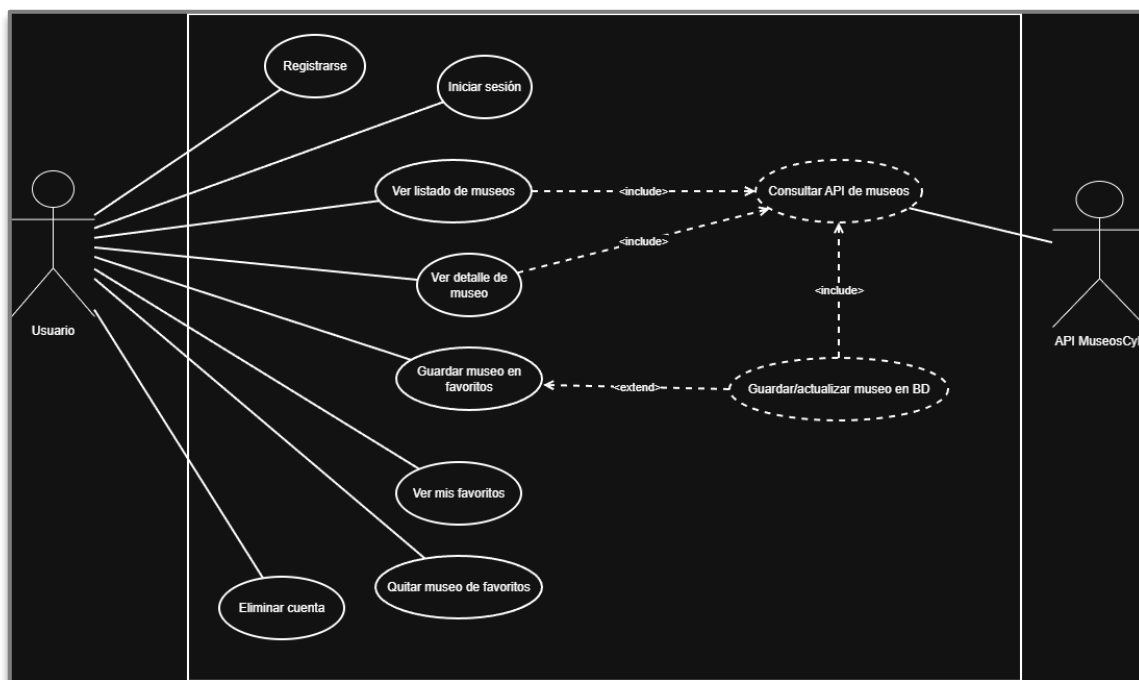 Registrarse
Iniciar sesión
Ver listado de museos
<include>
Consultar API de museos
<include>
Ver detalle de
museo
<include>
Usuario
API MuseosCyl
Guardar museo en
favoritos
<extend>
Guardar/actualizar museo en BD
Ver mis favoritos
Quitar museo de favoritos
Eliminar cuenta